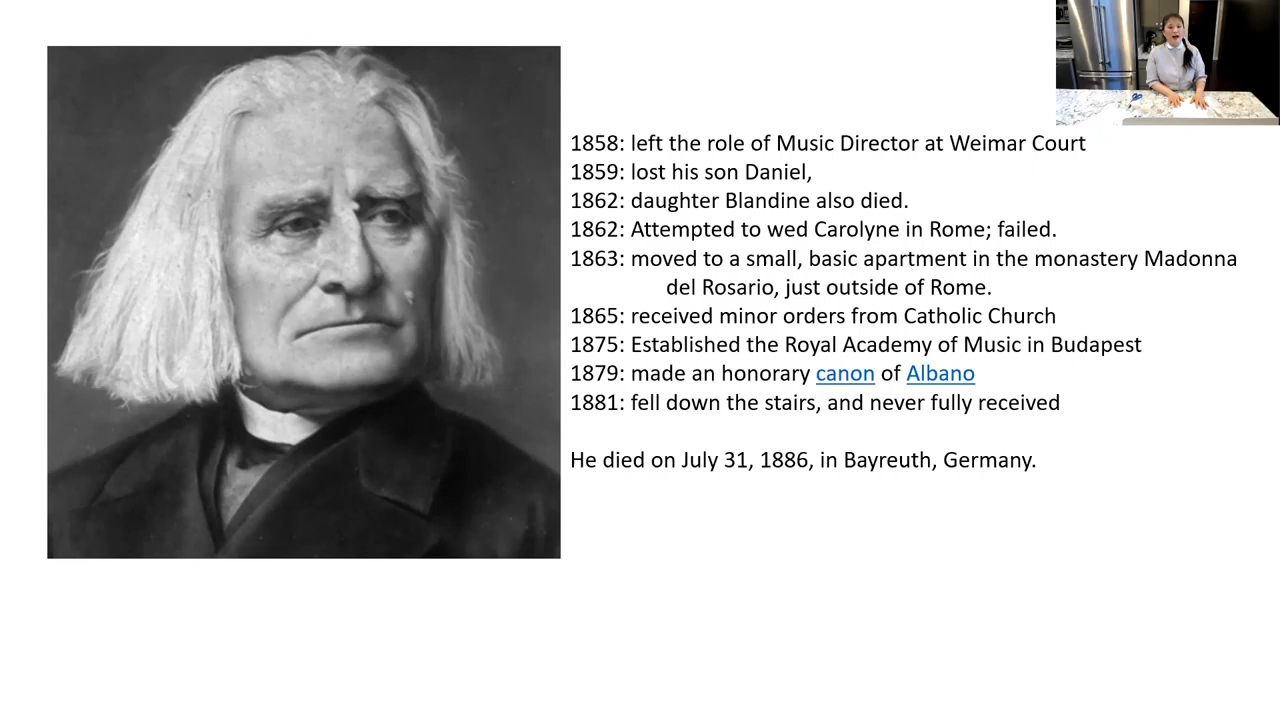 1858: left the role of Music Director at Weimar Court
1859: lost his son Daniel,
1862: daughter Blandine also died.
1862: Attempted to wed Carolyne in Rome; failed.
1863: moved to a small, basic apartment in the monastery Madonna
del Rosario, just outside of Rome.
1865: received minor orders from Catholic Church
1875: Established the Royal Academy of Music in Budapest
1879: made an honorary canon of Albano
1881: fell down the stairs, and never fully received
He died on July 31, 1886, in Bayreuth, Germany.